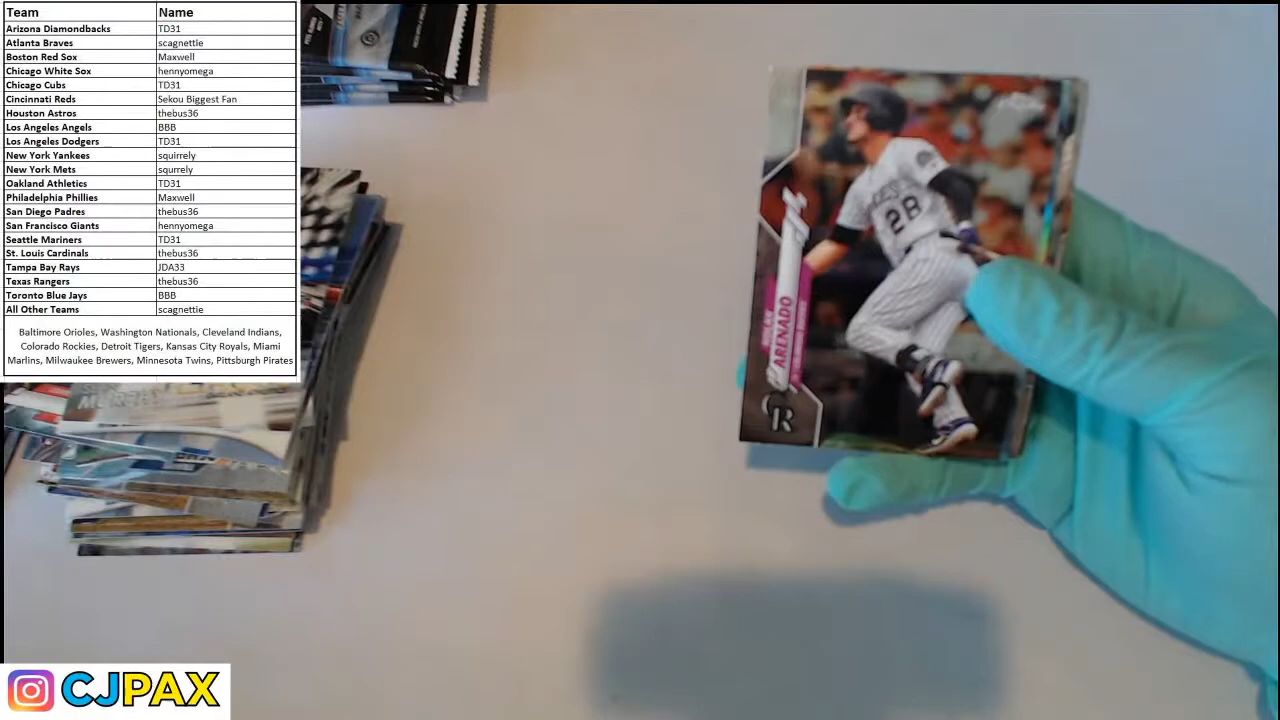 Team Name
Arizona Diamondbacks TD31
Atlanta Braves scagnettie
Boston Red Sox Maxwell
Chicago White Sox hennyomega
Chicago Cubs TD31
Cincinnati Reds Sekou Biggest Fan
Houston Astros thebus36
Los Angeles Angels BBB
Los Angeles Dodgers TD31
New York Yankees squirrely
New York Mets squrrely
Oakland Athletics TD31
Philadelphia Phillies Maxwell
San Diego Padres thebus36
San Francisco Giants hennyomega
Seattle Mariners TD31
St. Louis Cardinals thebus36
Tampa Bay Rays JDA33
Texas Rangers thebus36
Toronto Blue Jays BBB
All Other Teams scagnettie
Baltimore Orioles, Washington Nationals, Cleveland Indians,
Colorado Rockies, Detroit Tigers, Kansas City Royals, Miami
Marlins, Milwaukee Brewers, Minnesota Twins, Pittsburgh Pirates
28
ARENADO
R
CJPAX